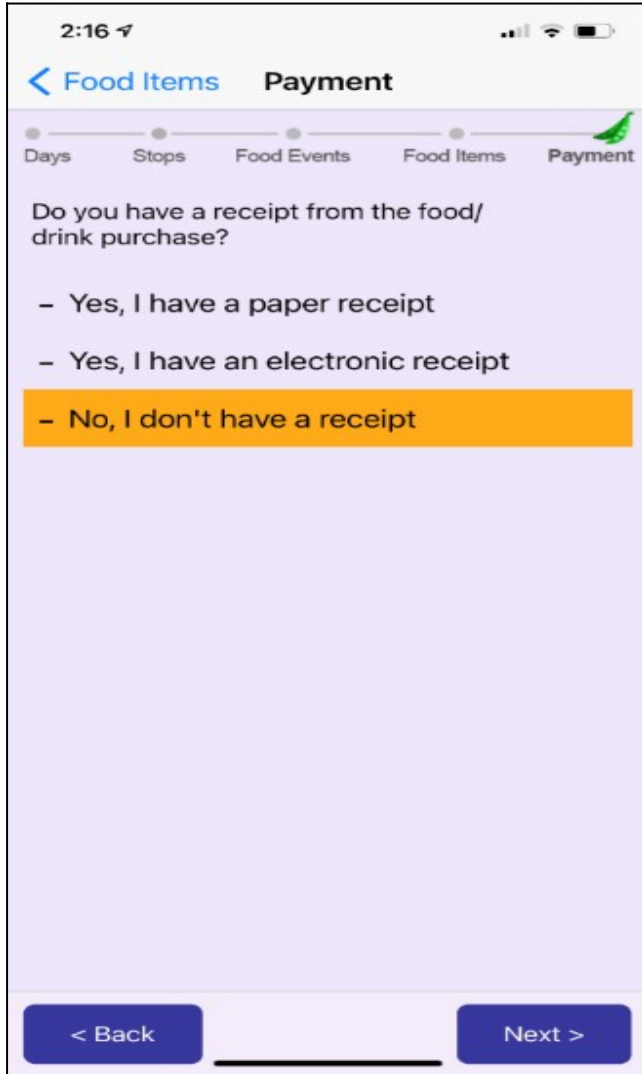 2:16
Food Items Payment
Days Stops Food Events Food Items Payment
Do you have a receipt from the food/
drink purchase?
– Yes, I have a paper receipt
– Yes, I have an electronic receipt
– No, I don't have a receipt
< Back Next >